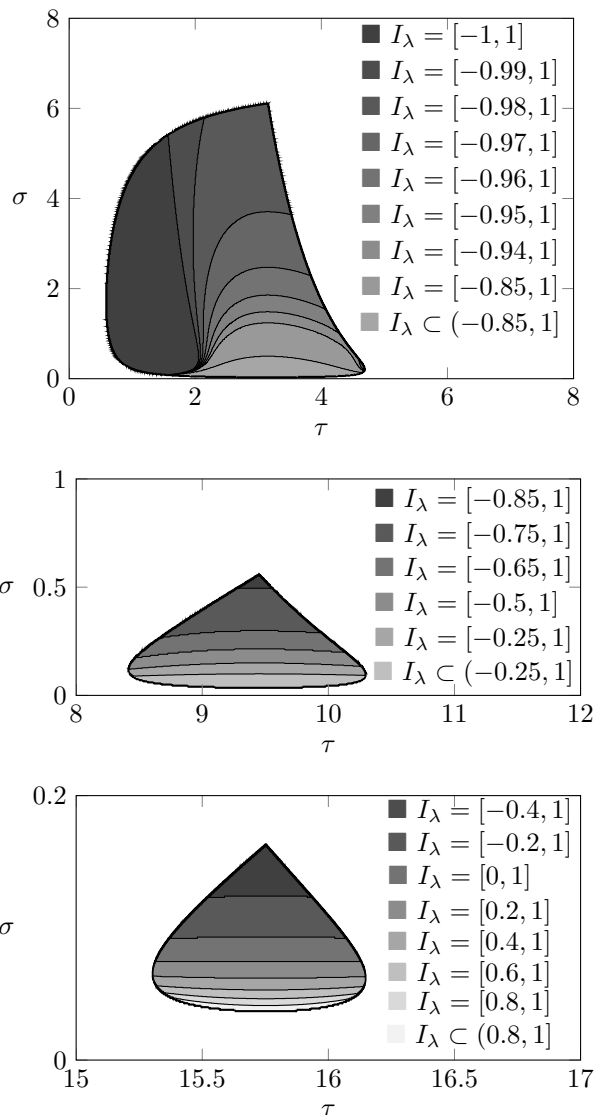 8
I_λ = [−1, 1]
I_λ = [−0.99, 1]
6
I_λ = [−0.98, 1]
I_λ = [−0.97, 1]
σ
4
I_λ = [−0.96, 1]
I_λ = [−0.95, 1]
I_λ = [−0.94, 1]
2
I_λ = [−0.85, 1]
I_λ ⊂ (−0.85, 1]
0
0 2 4 6 8
τ
1
I_λ = [−0.85, 1]
I_λ = [−0.75, 1]
σ
0.5
I_λ = [−0.65, 1]
I_λ = [−0.5, 1]
I_λ = [−0.25, 1]
I_λ ⊂ (−0.25, 1]
0
8 9 10 11 12
τ
0.2
I_λ = [−0.4, 1]
I_λ = [−0.2, 1]
I_λ = [0, 1]
σ
I_λ = [0.2, 1]
I_λ = [0.4, 1]
I_λ = [0.6, 1]
I_λ = [0.8, 1]
I_λ ⊂ (0.8, 1]
0
15 15.5 16 16.5 17
τ